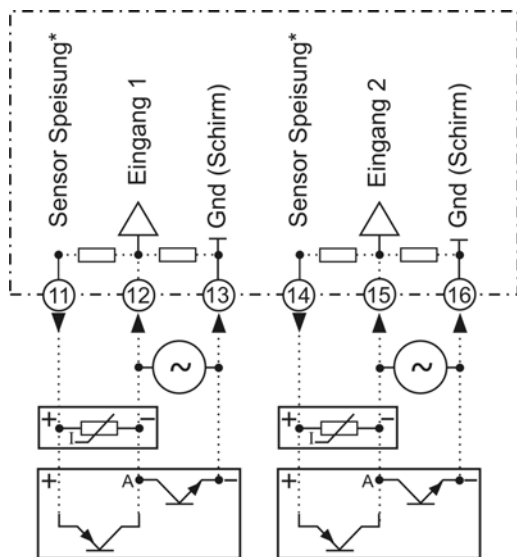 Sensor Speisung*
Eingang 1
Gnd (Schirm)
Sensor Speisung*
Eingang 2
Gnd (Schirm)
11
12
13
14
15
16
~
~
+ −
I
+ −
I
+ A −
+ A −